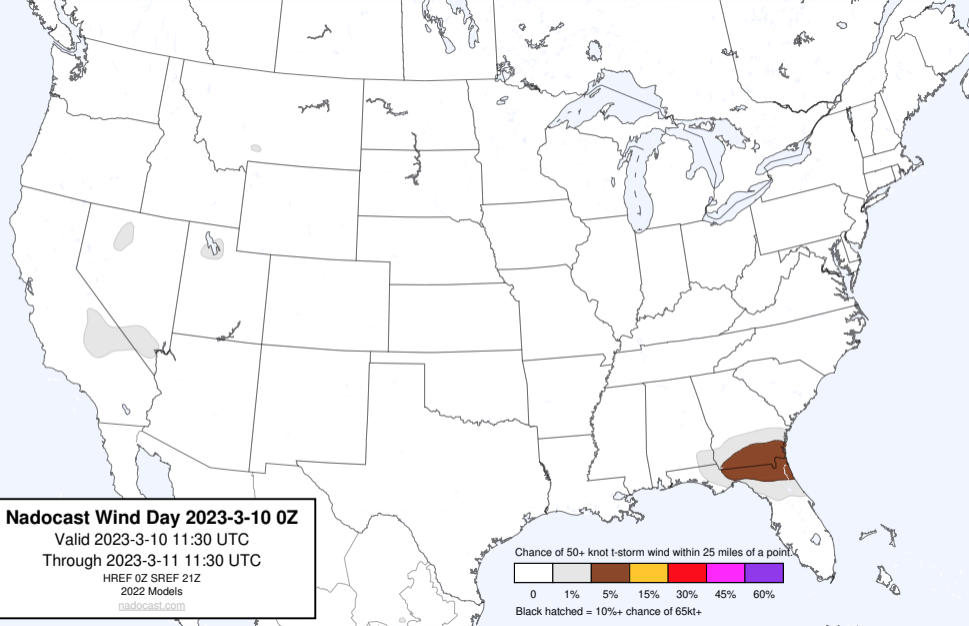 Nadocast Wind Day 2023-3-10 0Z
Valid 2023-3-10 11:30 UTC
Through 2023-3-11 11:30 UTC
HREF 0Z SREF 21Z
2022 Models
nadocast.com
Chance of 50+ knot t-storm wind within 25 miles of a point.
0 1% 5% 15% 30% 45% 60%
Black hatched = 10%+ chance of 65kt+